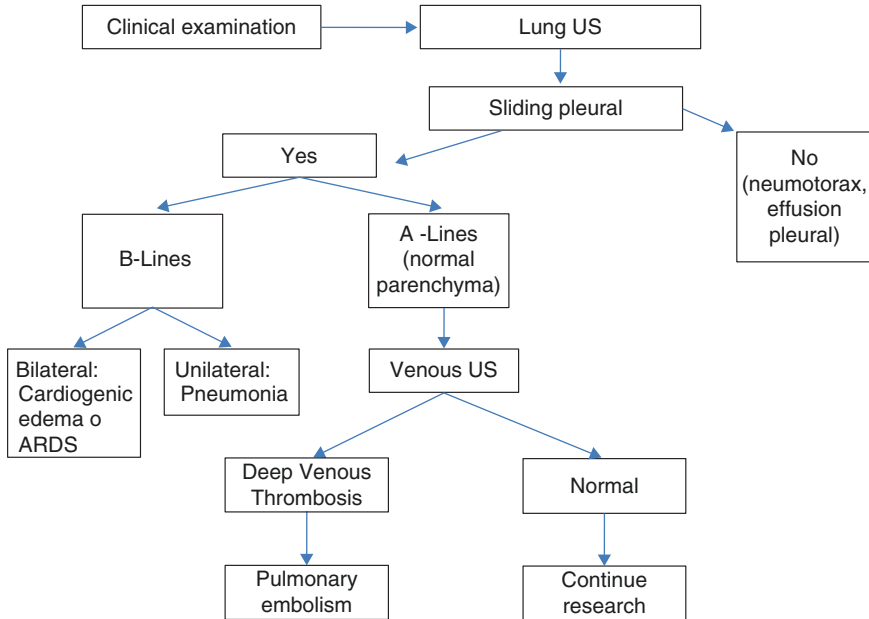 Clinical examination
Lung US
Sliding pleural
Yes
No
(neumotorax,
effusion
pleural)
B-Lines
A -Lines
(normal
parenchyma)
Bilateral:
Cardiogenic
edema o
ARDS
Unilateral:
Pneumonia
Venous US
Deep Venous
Thrombosis
Normal
Pulmonary
embolism
Continue
research